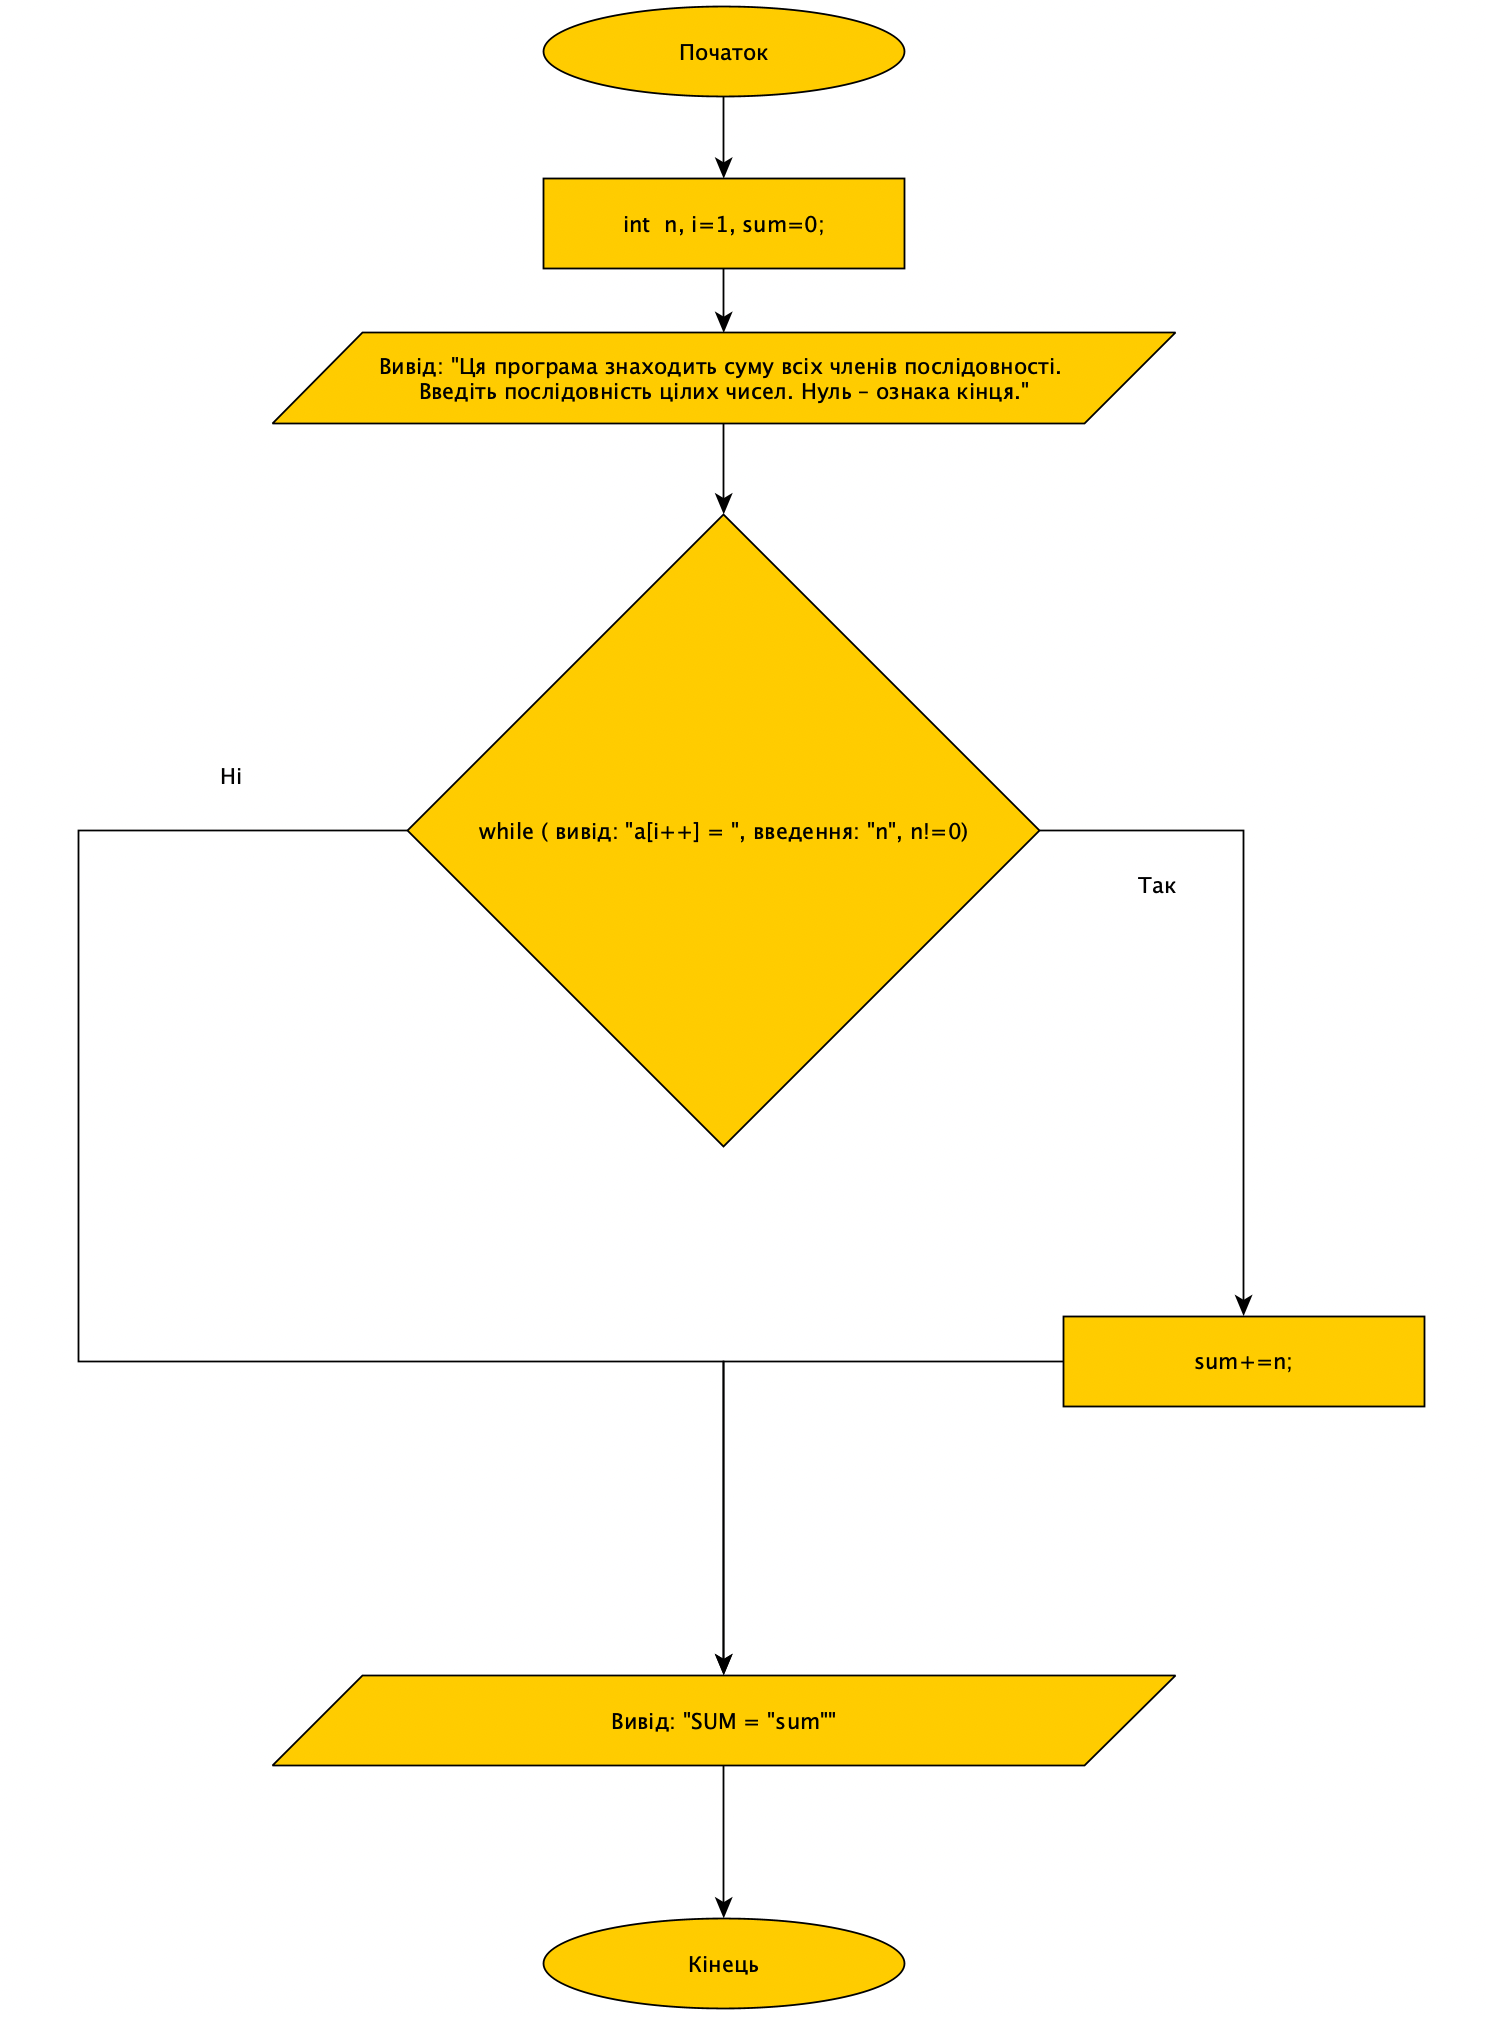 Початок
int  n, i=1, sum=0;
Вивід: "Ця програма знаходить суму всіх членів послідовності.
Введіть послідовність цілих чисел. Нуль – ознака кінця."
Ні
while ( вивід: "a[i++] = ", введення: "n", n!=0)
Так
sum+=n;
Вивід: "SUM = "sum""
Кінець